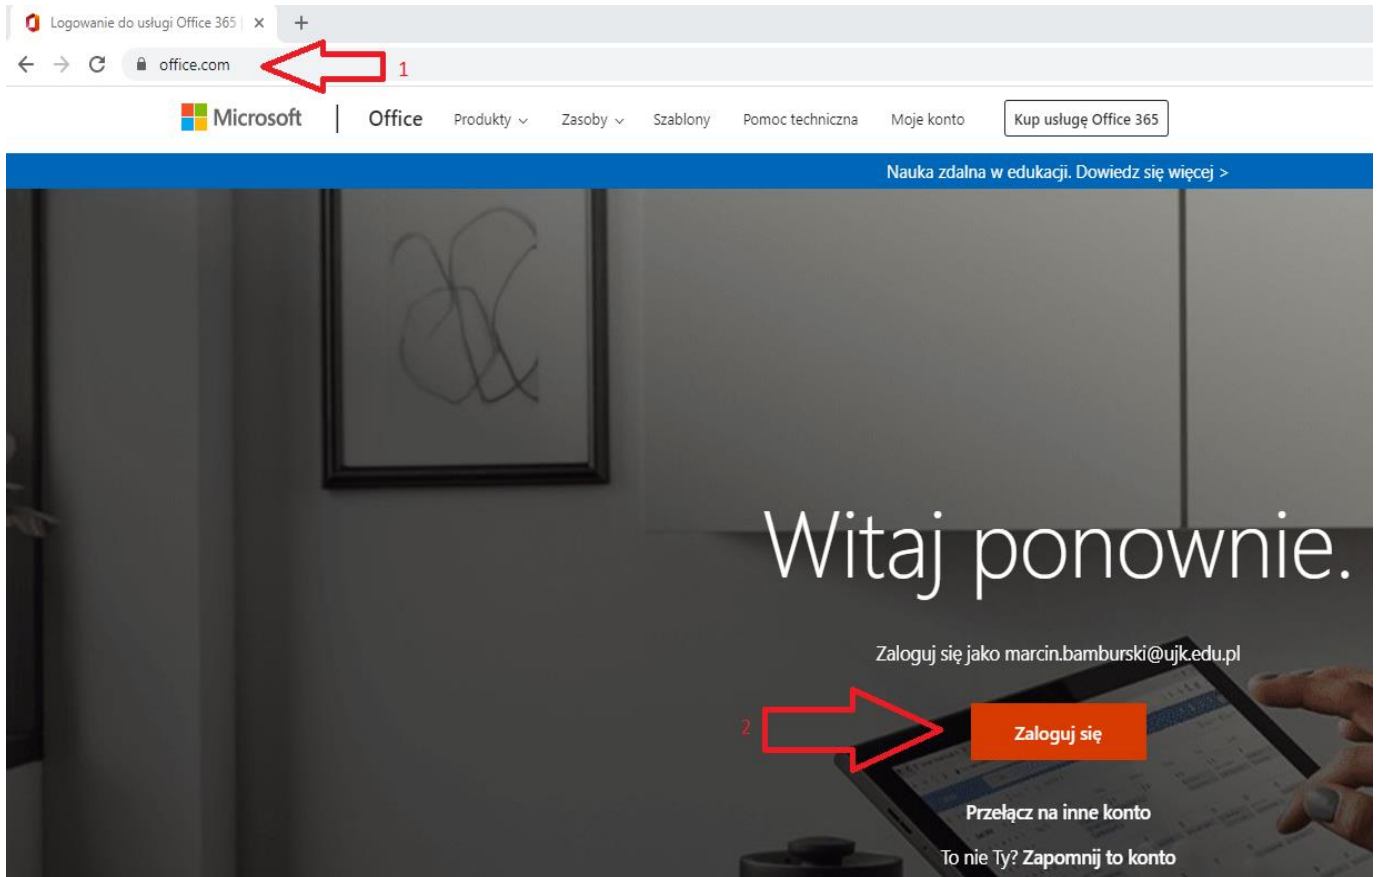 Logowanie do usługi Office 365
office.com
1
Microsoft Office Produkty Zasoby Szablony Pomoc techniczna Moje konto Kup usługę Office 365
Nauka zdalna w edukacji. Dowiedz się więcej >
Witaj ponownie.
Zaloguj się jako marcin.bamburski@ujk.edu.pl
2
Zaloguj się
Przełącz na inne konto
To nie Ty? Zapomnij to konto